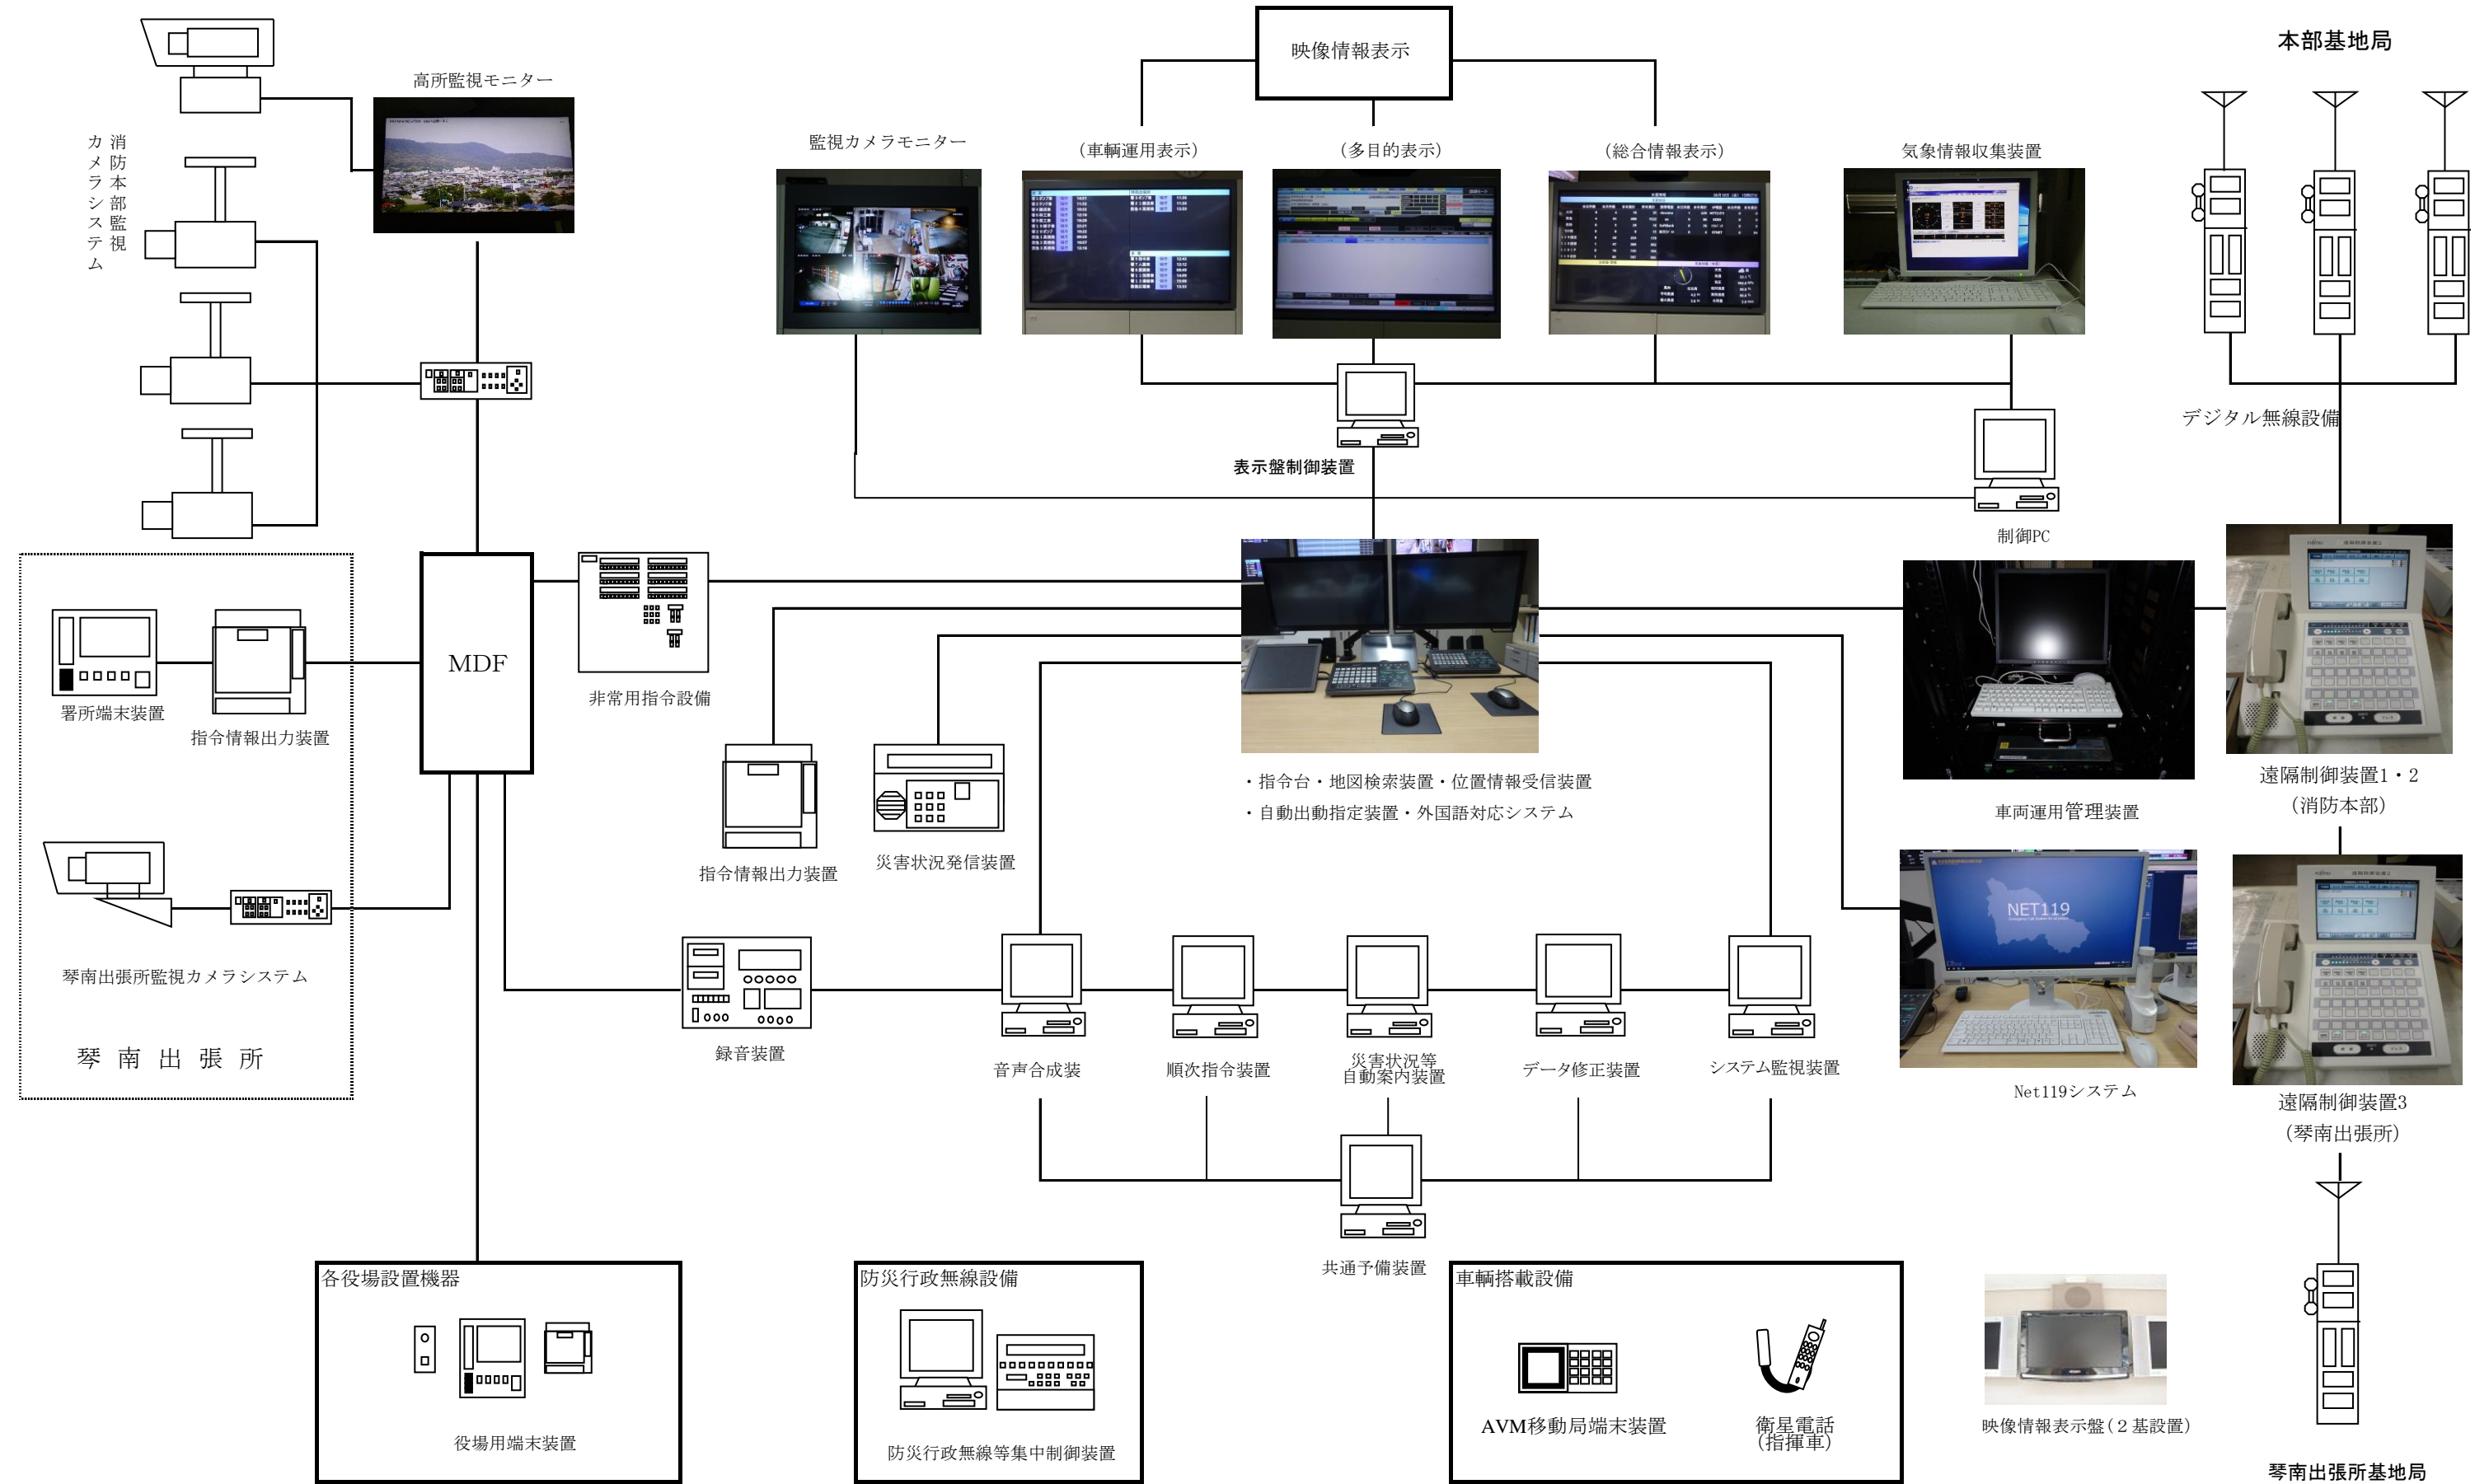 本部基地局
映像情報表示
高所監視モニター
消防本部監視
カメラシステム
監視カメラモニター
(車輌運用表示)
(多目的表示)
(総合情報表示)
気象情報収集装置
デジタル無線設備
表示盤制御装置
制御PC
MDF
署所端末装置
指令情報出力装置
非常用指令設備
・指令台・地図検索装置・位置情報受信装置
・自動出動指定装置・外国語対応システム
車両運用管理装置
遠隔制御装置1・2
(消防本部)
指令情報出力装置
災害状況発信装置
NET119
琴南出張所監視カメラシステム
琴南出張所
録音装置
音声合成装
順次指令装置
災害状況等
自動案内装置
データ修正装置
システム監視装置
Net119システム
遠隔制御装置3
(琴南出張所)
共通予備装置
各役場設置機器
役場用端末装置
防災行政無線設備
防災行政無線等集中制御装置
車輌搭載設備
AVM移動局端末装置
衛星電話
(指揮車)
映像情報表示盤(2基設置)
琴南出張所基地局